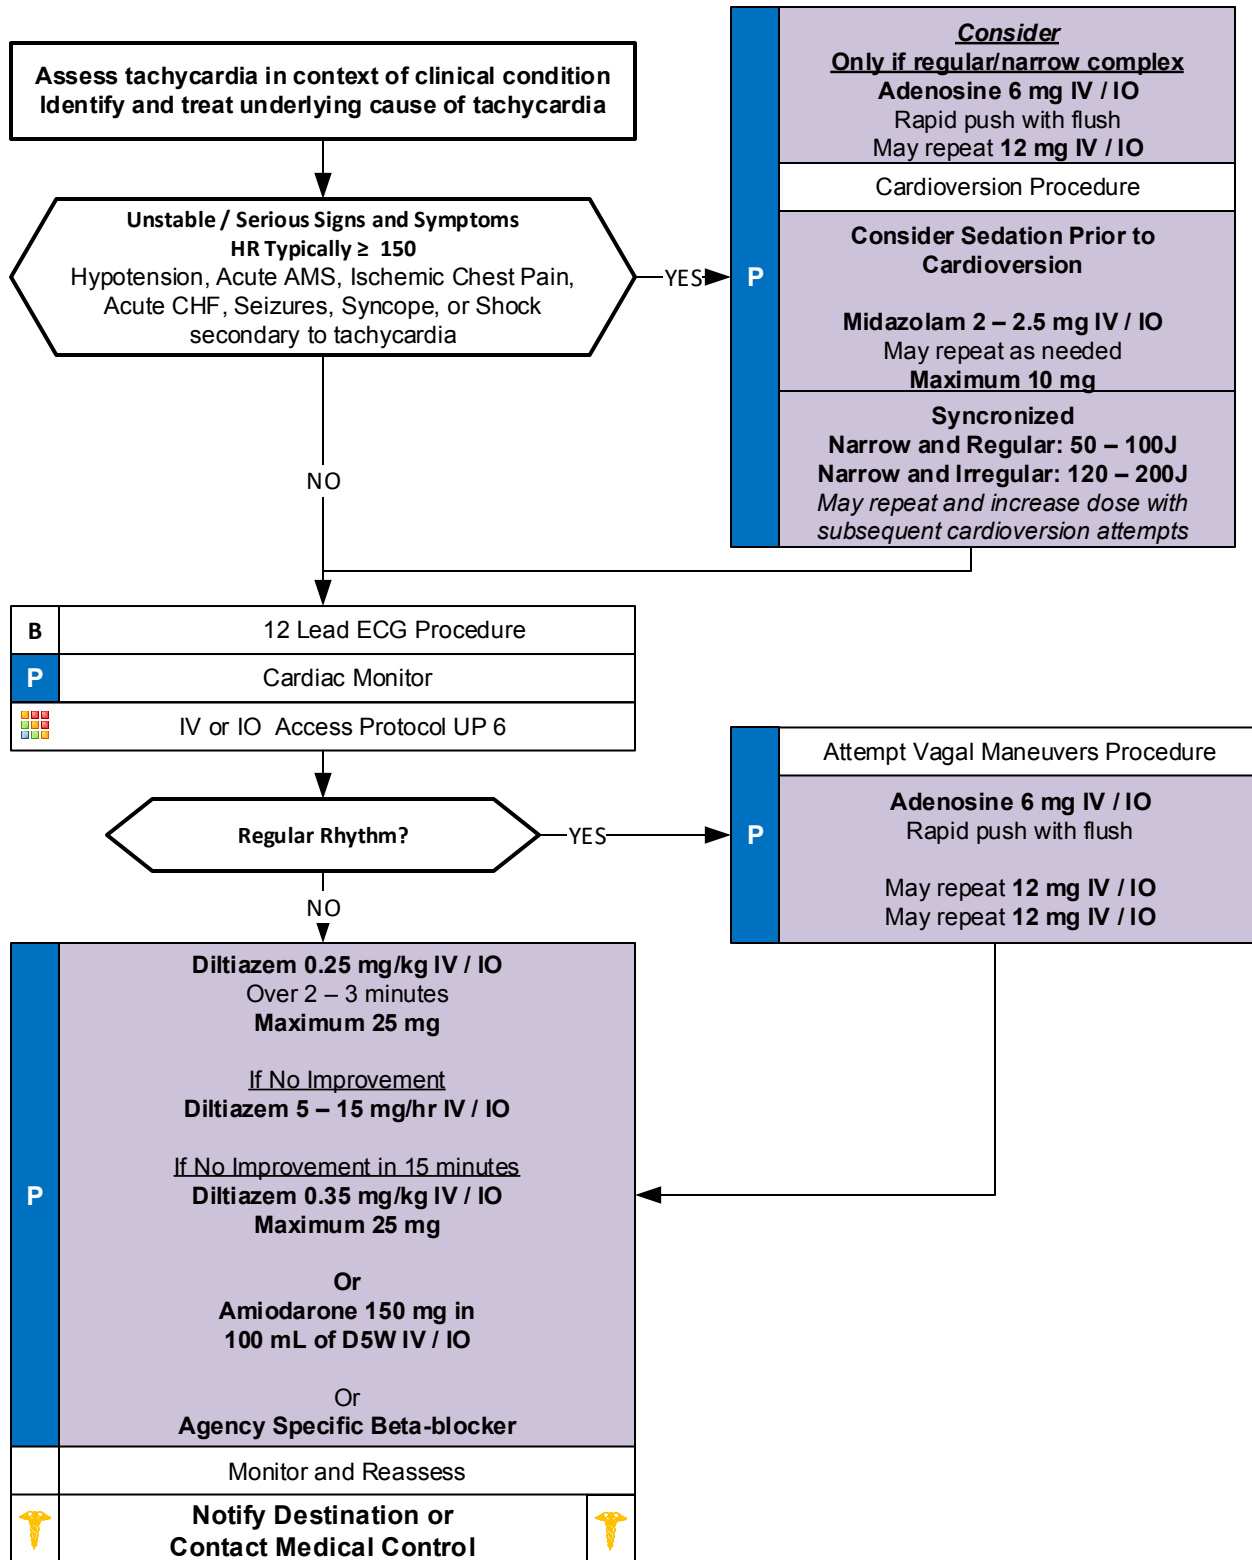 Assess tachycardia in context of clinical condition
Identify and treat underlying cause of tachycardia
Unstable / Serious Signs and Symptoms
HR Typically ≥ 150
Hypotension, Acute AMS, Ischemic Chest Pain,
Acute CHF, Seizures, Syncope, or Shock
secondary to tachycardia
YES
P
Consider
Only if regular/narrow complex
Adenosine 6 mg IV / IO
Rapid push with flush
May repeat 12 mg IV / IO
Cardioversion Procedure
Consider Sedation Prior to
Cardioversion
Midazolam 2 – 2.5 mg IV / IO
May repeat as needed
Maximum 10 mg
Syncronized
Narrow and Regular: 50 – 100J
Narrow and Irregular: 120 – 200J
May repeat and increase dose with
subsequent cardioversion attempts
NO
B
12 Lead ECG Procedure
P
Cardiac Monitor
IV or IO Access Protocol UP 6
Regular Rhythm?
YES
P
Attempt Vagal Maneuvers Procedure
Adenosine 6 mg IV / IO
Rapid push with flush
May repeat 12 mg IV / IO
May repeat 12 mg IV / IO
NO
P
Diltiazem 0.25 mg/kg IV / IO
Over 2 – 3 minutes
Maximum 25 mg
If No Improvement
Diltiazem 5 – 15 mg/hr IV / IO
If No Improvement in 15 minutes
Diltiazem 0.35 mg/kg IV / IO
Maximum 25 mg
Or
Amiodarone 150 mg in
100 mL of D5W IV / IO
Or
Agency Specific Beta-blocker
Monitor and Reassess
Notify Destination or
Contact Medical Control